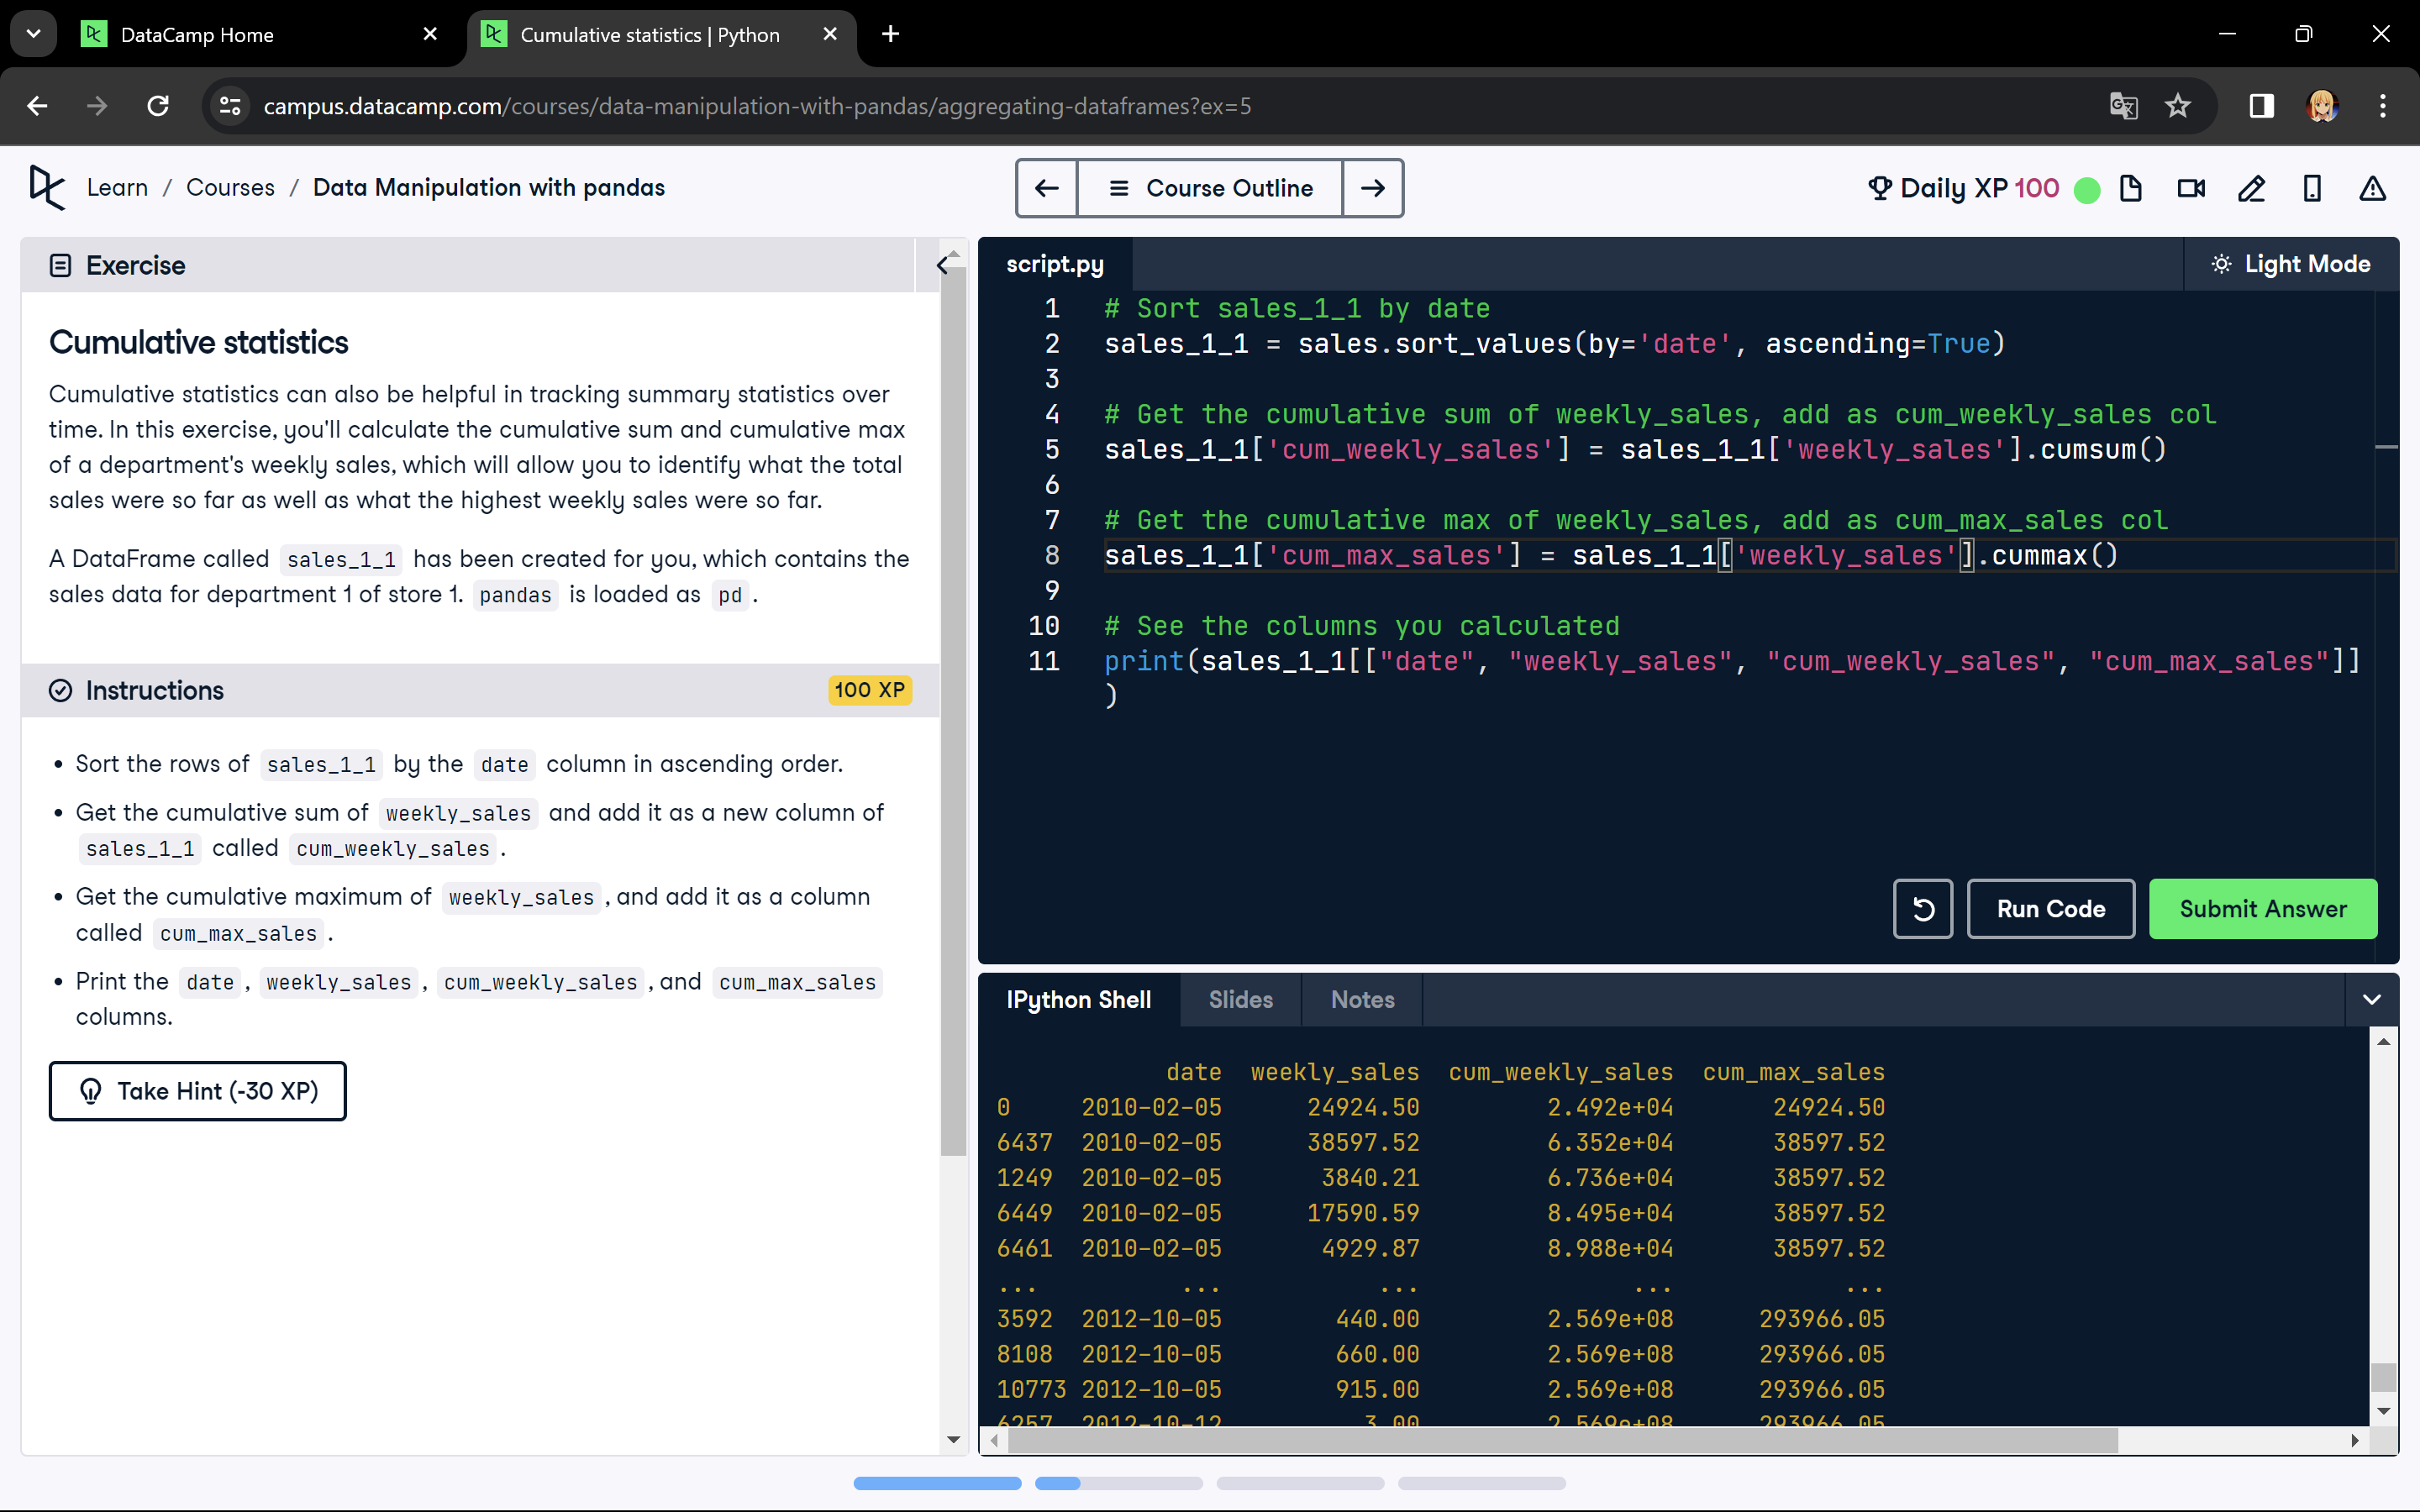 DataCamp Home
Cumulative statistics | Python
campus.datacamp.com/courses/data-manipulation-with-pandas/aggregating-dataframes?ex=5
Learn / Courses / Data Manipulation with pandas
Course Outline
Daily XP 100
Exercise
Cumulative statistics
Cumulative statistics can also be helpful in tracking summary statistics over
time. In this exercise, you'll calculate the cumulative sum and cumulative max
of a department's weekly sales, which will allow you to identify what the total
sales were so far as well as what the highest weekly sales were so far.
A DataFrame called sales_1_1 has been created for you, which contains the
sales data for department 1 of store 1. pandas is loaded as pd.
Instructions
100 XP
• Sort the rows of sales_1_1 by the date column in ascending order.
• Get the cumulative sum of weekly_sales and add it as a new column of
sales_1_1 called cum_weekly_sales.
• Get the cumulative maximum of weekly_sales, and add it as a column
called cum_max_sales.
• Print the date, weekly_sales, cum_weekly_sales, and cum_max_sales
columns.
Take Hint (-30 XP)
script.py
Light Mode
1 # Sort sales_1_1 by date
2 sales_1_1 = sales.sort_values(by='date', ascending=True)
3
4 # Get the cumulative sum of weekly_sales, add as cum_weekly_sales col
5 sales_1_1['cum_weekly_sales'] = sales_1_1['weekly_sales'].cumsum()
6
7 # Get the cumulative max of weekly_sales, add as cum_max_sales col
8 sales_1_1['cum_max_sales'] = sales_1_1['weekly_sales'].cummax()
9
10 # See the columns you calculated
11 print(sales_1_1[["date", "weekly_sales", "cum_weekly_sales", "cum_max_sales"]]
)
Run Code
Submit Answer
IPython Shell
Slides
Notes
date weekly_sales cum_weekly_sales cum_max_sales
0 2010-02-05 24924.50 2.492e+04 24924.50
6437 2010-02-05 38597.52 6.352e+04 38597.52
1249 2010-02-05 3840.21 6.736e+04 38597.52
6449 2010-02-05 17590.59 8.495e+04 38597.52
6461 2010-02-05 4929.87 8.988e+04 38597.52
... ... ... ... ...
3592 2012-10-05 440.00 2.569e+08 293966.05
8108 2012-10-05 660.00 2.569e+08 293966.05
10773 2012-10-05 915.00 2.569e+08 293966.05
6257 2012-10-12 3.00 2.569e+08 293966.05